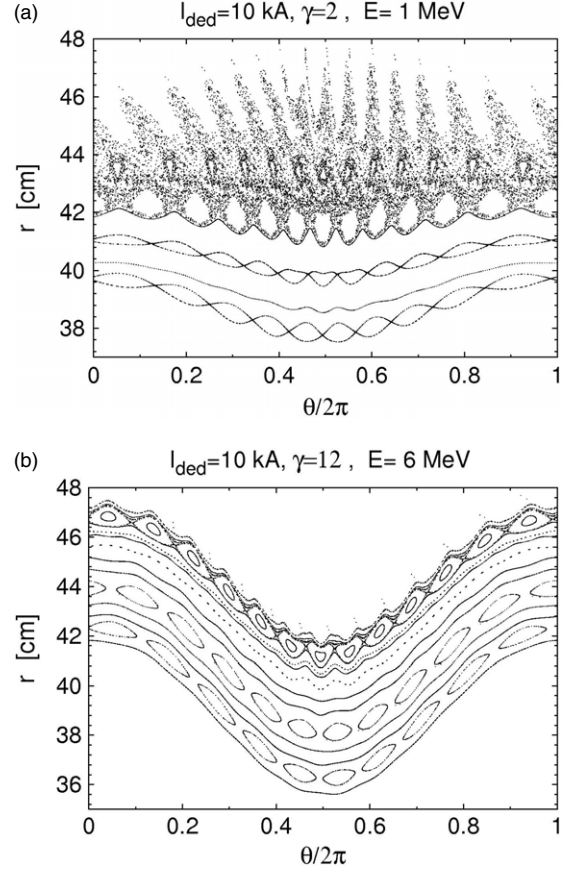 (a)
I_ded=10 kA, γ=2 , E= 1 MeV
48
46
44
42
40
38
r [cm]
0 0.2 0.4 0.6 0.8 1
θ/2π
(b)
I_ded=10 kA, γ=12 , E= 6 MeV
48
46
44
42
40
38
36
r [cm]
0 0.2 0.4 0.6 0.8 1
θ/2π